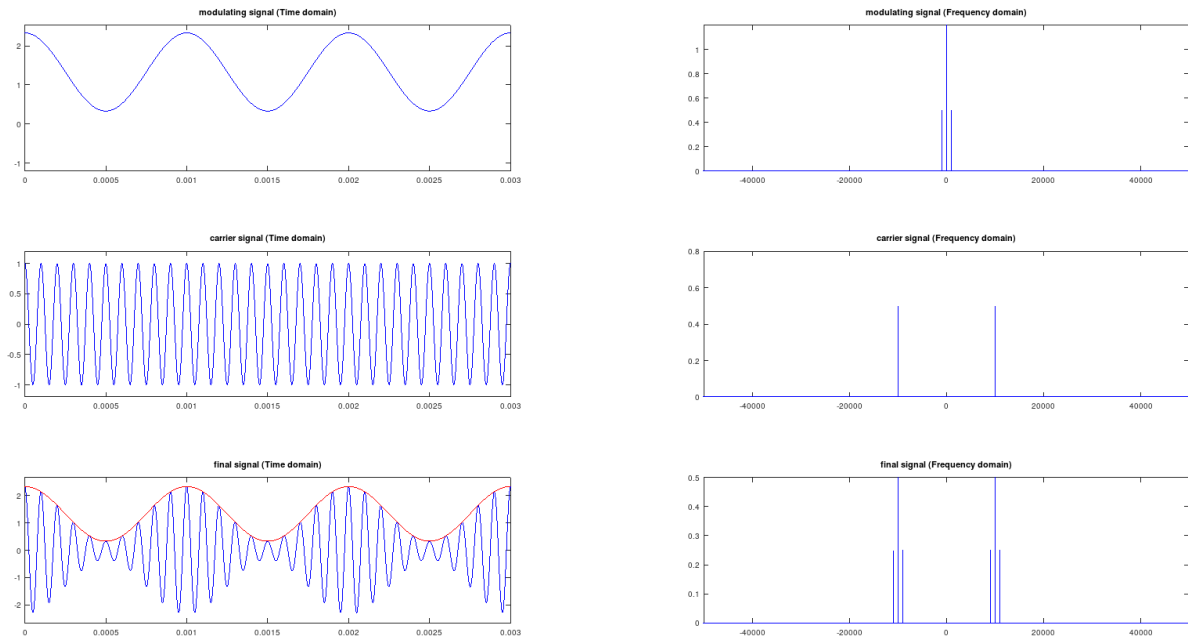 modulating signal (Time domain)
2
1
0
-1
0 0.0005 0.001 0.0015 0.002 0.0025 0.003
modulating signal (Frequency domain)
1
0.8
0.6
0.4
0.2
0
-40000 -20000 0 20000 40000
carrier signal (Time domain)
1
0.5
0
-0.5
-1
0 0.0005 0.001 0.0015 0.002 0.0025 0.003
carrier signal (Frequency domain)
0.8
0.6
0.4
0.2
0
-40000 -20000 0 20000 40000
final signal (Time domain)
2
1
0
-1
-2
0 0.0005 0.001 0.0015 0.002 0.0025 0.003
final signal (Frequency domain)
0.5
0.4
0.3
0.2
0.1
0
-40000 -20000 0 20000 40000